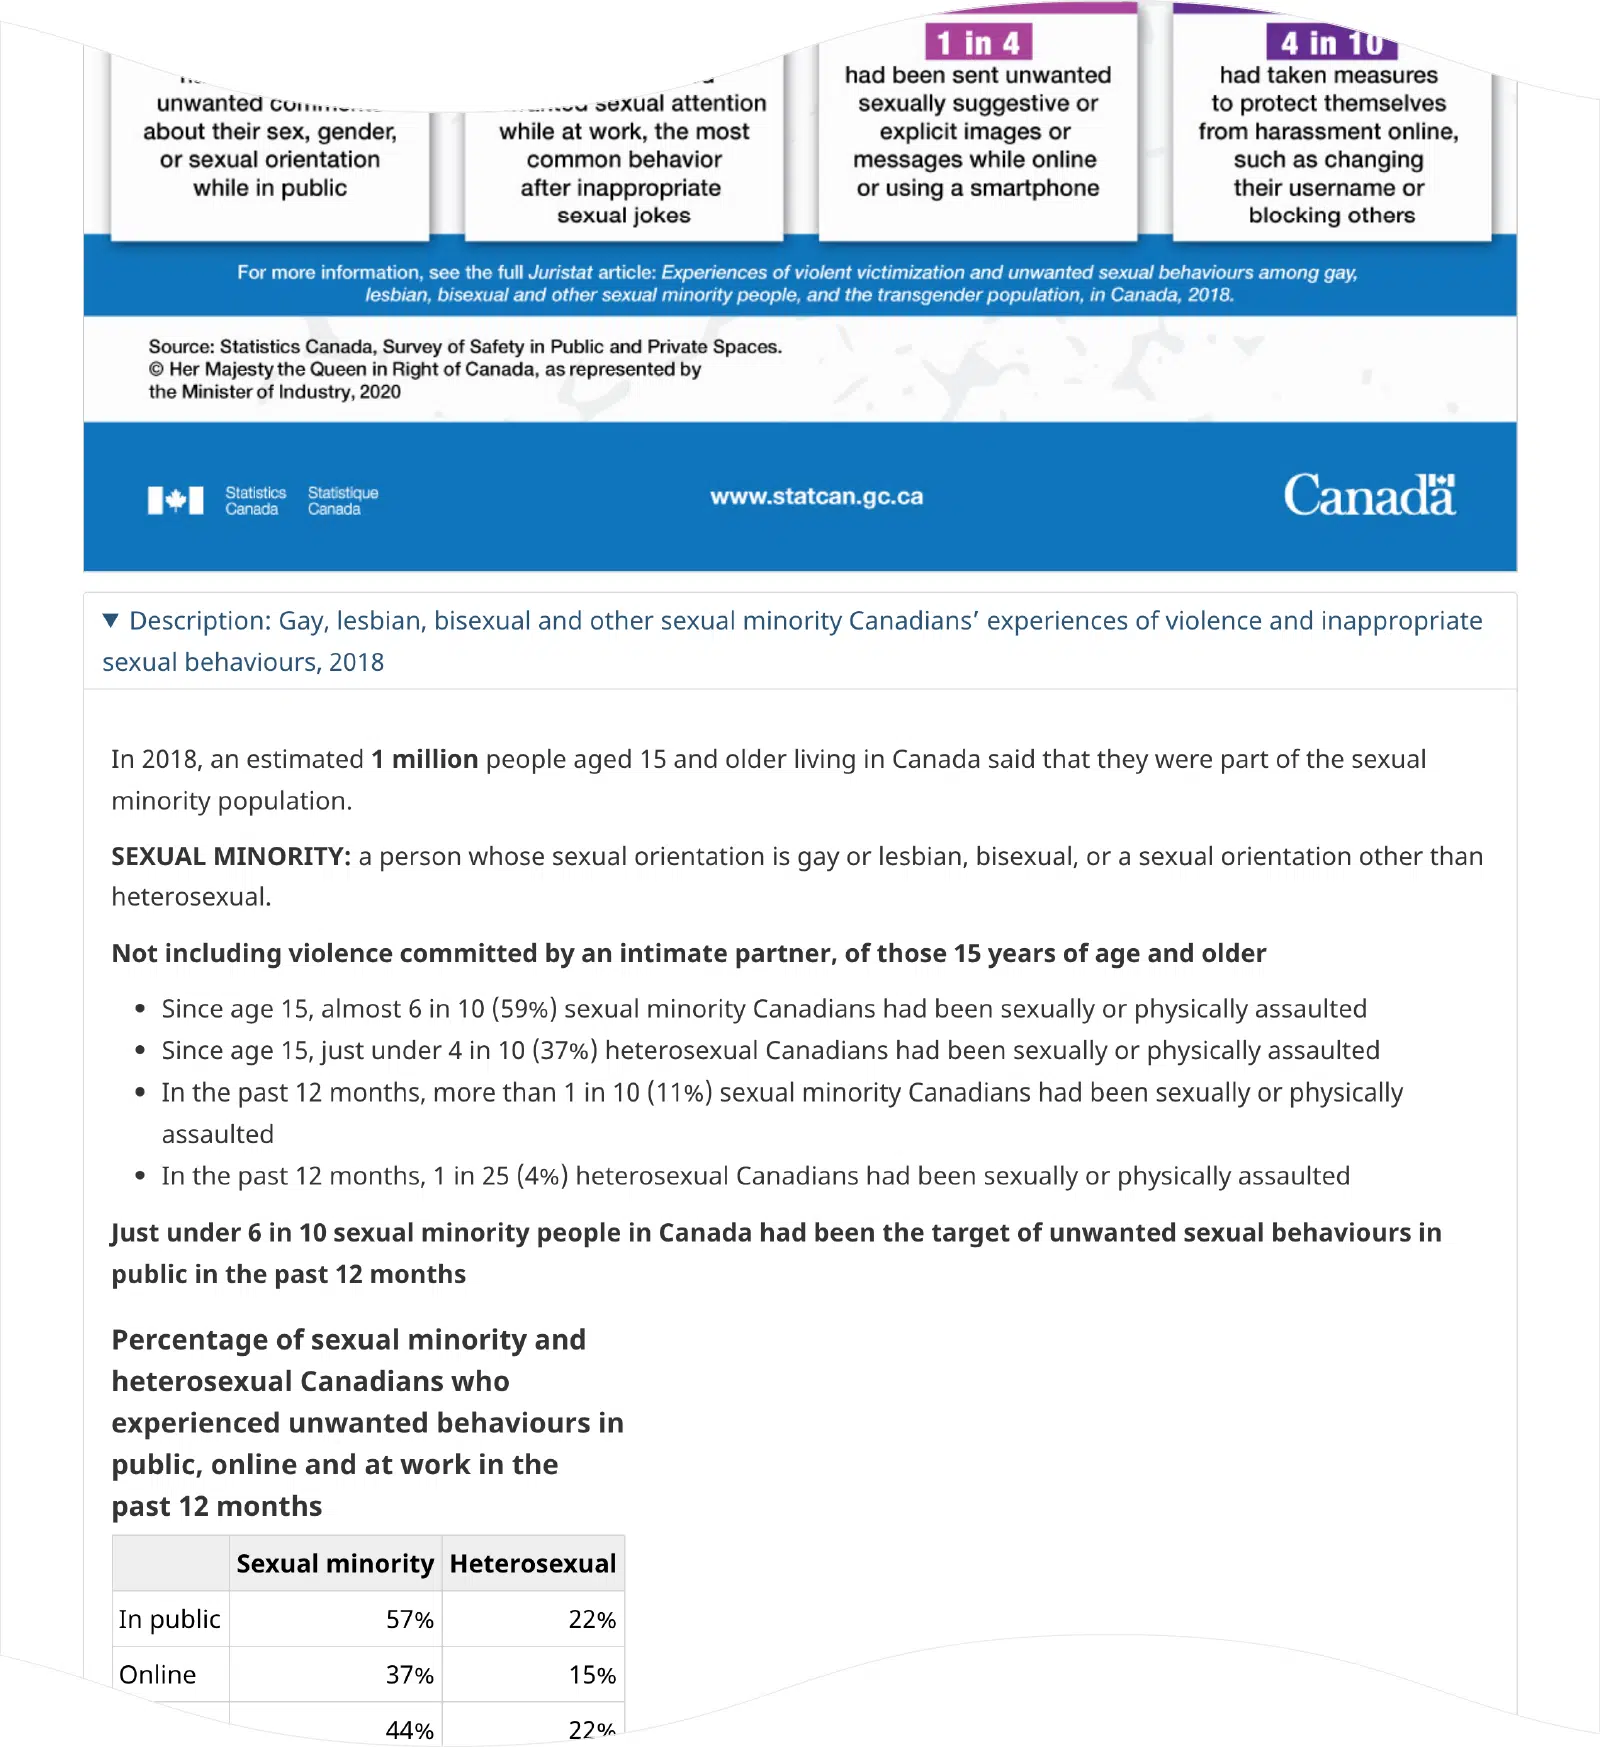 unwanted
about their sex, gender,
or sexual orientation
while in public
sexual attention
while at work, the most
common behavior
after inappropriate
sexual jokes
1 in 4
had been sent unwanted
sexually suggestive or
explicit images or
messages while online
or using a smartphone
4 in 10
had taken measures
to protect themselves
from harassment online,
such as changing
their username or
blocking others
For more information, see the full Juristat article: Experiences of violent victimization and unwanted sexual behaviours among gay,
lesbian, bisexual and other sexual minority people, and the transgender population, in Canada, 2018.
Source: Statistics Canada, Survey of Safety in Public and Private Spaces.
© Her Majesty the Queen in Right of Canada, as represented by
the Minister of Industry, 2020
Statistics Statistique
Canada Canada
www.statcan.gc.ca
Canada
▼ Description: Gay, lesbian, bisexual and other sexual minority Canadians’ experiences of violence and inappropriate
sexual behaviours, 2018
In 2018, an estimated 1 million people aged 15 and older living in Canada said that they were part of the sexual
minority population.
SEXUAL MINORITY: a person whose sexual orientation is gay or lesbian, bisexual, or a sexual orientation other than
heterosexual.
Not including violence committed by an intimate partner, of those 15 years of age and older
• Since age 15, almost 6 in 10 (59%) sexual minority Canadians had been sexually or physically assaulted
• Since age 15, just under 4 in 10 (37%) heterosexual Canadians had been sexually or physically assaulted
• In the past 12 months, more than 1 in 10 (11%) sexual minority Canadians had been sexually or physically
assaulted
• In the past 12 months, 1 in 25 (4%) heterosexual Canadians had been sexually or physically assaulted
Just under 6 in 10 sexual minority people in Canada had been the target of unwanted sexual behaviours in
public in the past 12 months
Percentage of sexual minority and
heterosexual Canadians who
experienced unwanted behaviours in
public, online and at work in the
past 12 months
Sexual minority Heterosexual
In public 57% 22%
Online 37% 15%
44% 22%